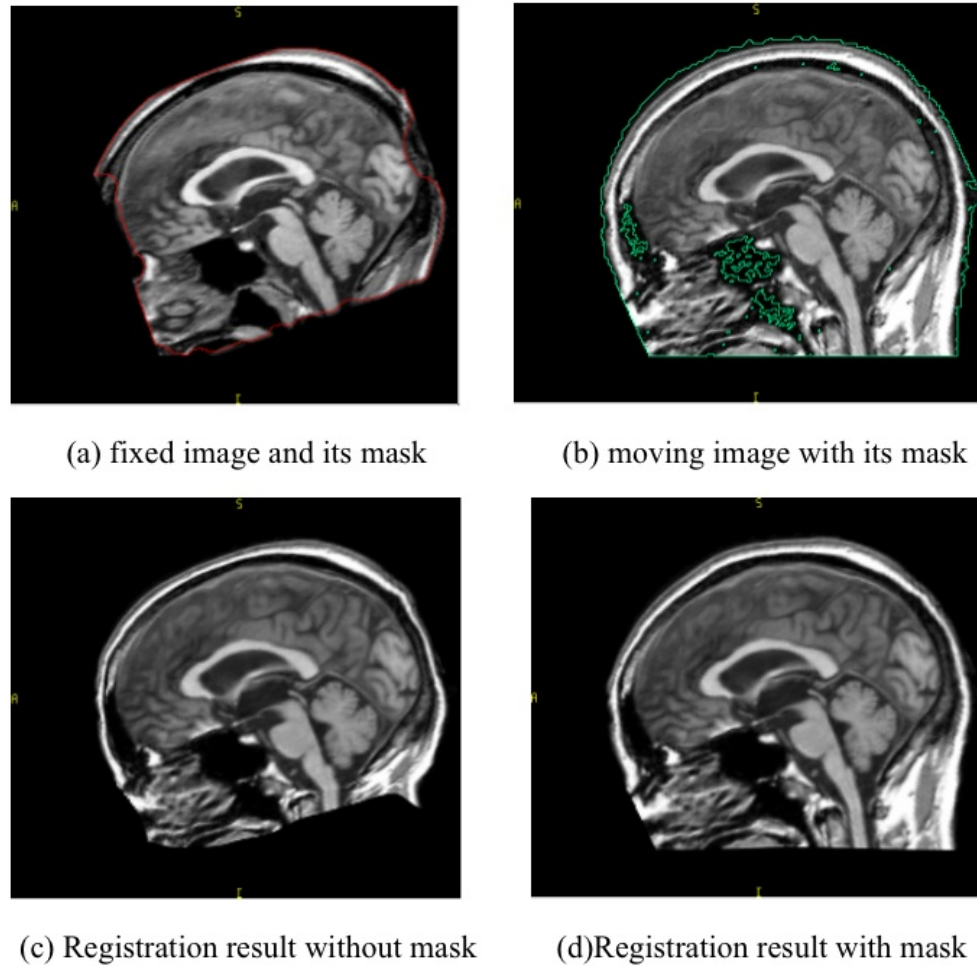 S
S
A
A
I
I
(a) fixed image and its mask
(b) moving image with its mask
S
S
A
A
I
I
(c) Registration result without mask
(d)Registration result with mask